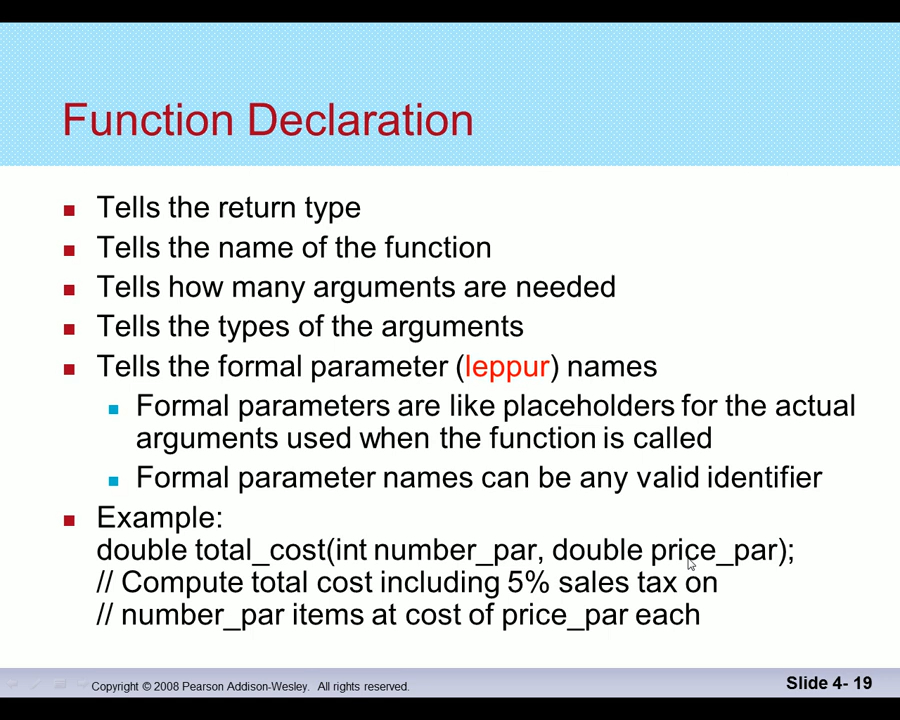 Function Declaration
Tells the return type
Tells the name of the function
Tells how many arguments are needed
Tells the types of the arguments
Tells the formal parameter (leppur) names
Formal parameters are like placeholders for the actual
arguments used when the function is called
Formal parameter names can be any valid identifier
Example:
double total_cost(int number_par, double price_par);
// Compute total cost including 5% sales tax on
// number_par items at cost of price_par each
Copyright © 2008 Pearson Addison-Wesley. All rights reserved.
Slide 4- 19